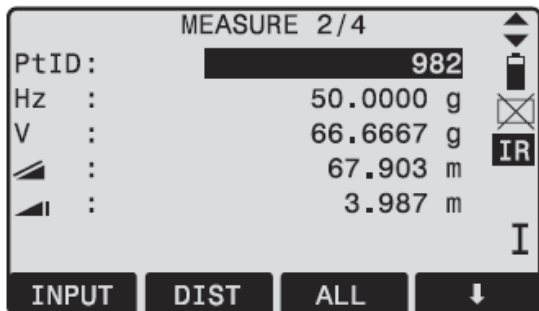 MEASURE 2/4
PtID: 982
Hz : 50.0000 g
V : 66.6667 g
: 67.903 m
: 3.987 m
IR
I
INPUT DIST ALL ⬇